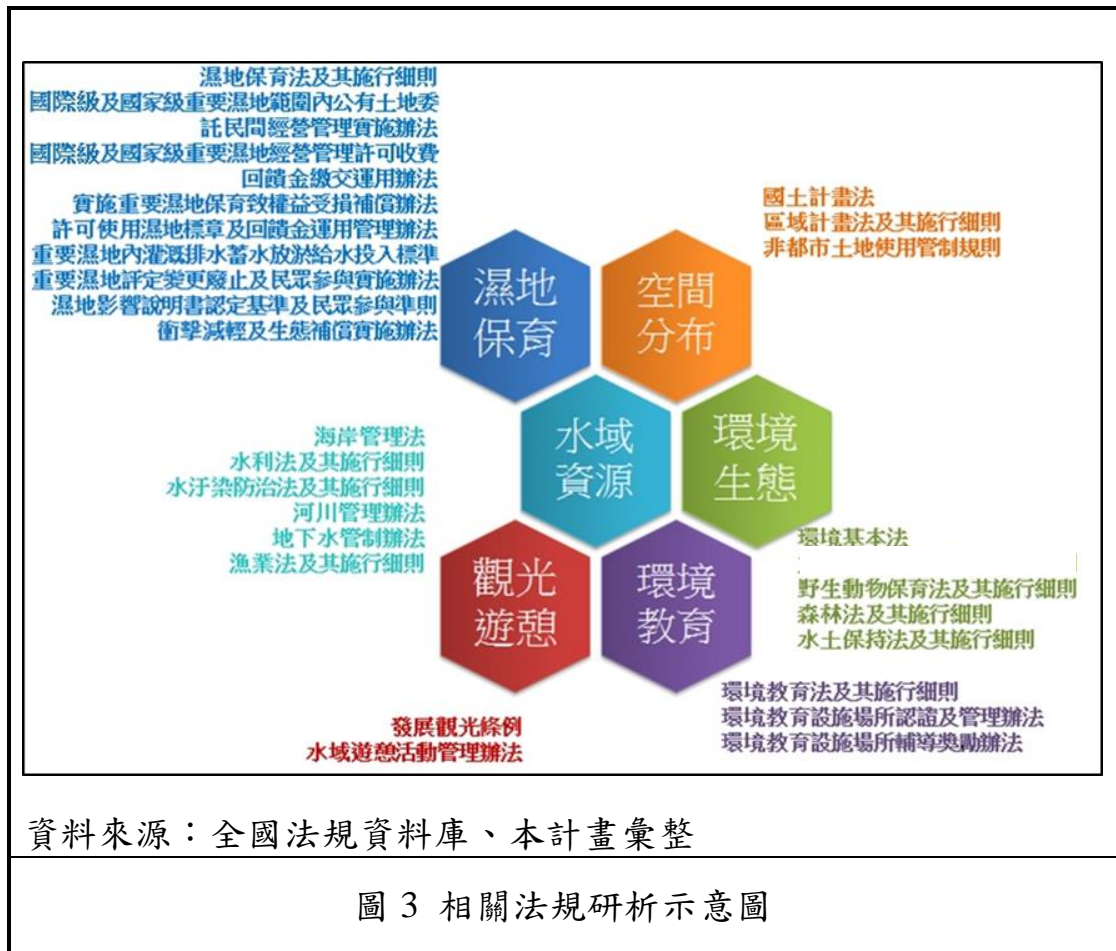 濕地保育法及其施行細則
國際級及國家級重要濕地範圍內公有土地委
託民間經營管理實施辦法
國際級及國家級重要濕地經營管理許可收費
回饋金繳交運用辦法
實施重要濕地保育致權益受損補償辦法
許可使用濕地標章及回饋金運用管理辦法
重要濕地內灌溉排水蓄水放淤給水投入標準
重要濕地評定變更廢止及民眾參與實施辦法
濕地影響說明書認定基準及民眾參與準則
衝擊減輕及生態補償實施辦法
濕地
保育
空間
分布
國土計畫法
區域計畫法及其施行細則
非都市土地使用管制規則
海岸管理法
水利法及其施行細則
水汙染防治法及其施行細則
河川管理辦法
地下水管制辦法
漁業法及其施行細則
水域
資源
環境
生態
環境基本法
野生動物保育法及其施行細則
森林法及其施行細則
水土保持法及其施行細則
觀光
遊憩
環境
教育
發展觀光條例
水域遊憩活動管理辦法
環境教育法及其施行細則
環境教育設施場所認證及管理辦法
環境教育設施場所輔導獎勵辦法
資料來源：全國法規資料庫、本計畫彙整
圖 3 相關法規研析示意圖